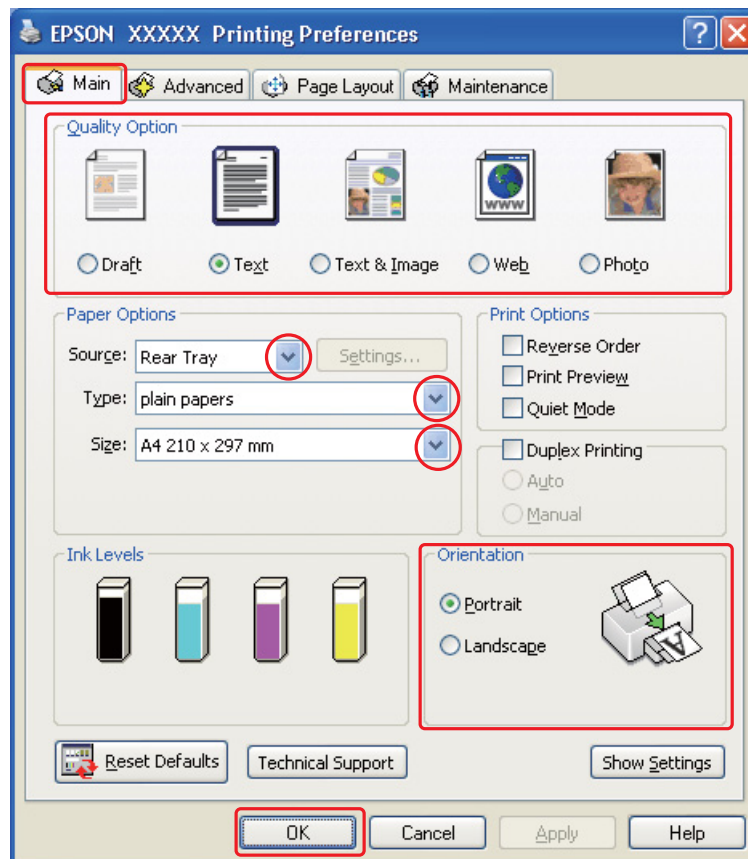 EPSON XXXXX Printing Preferences
Main Advanced Page Layout Maintenance
Quality Option
www
Draft Text Text & Image Web Photo
Paper Options
Source: Rear Tray Settings...
Type: plain papers
Size: A4 210 x 297 mm
Print Options
Reverse Order
Print Preview
Quiet Mode
Duplex Printing
Auto
Manual
Ink Levels
Orientation
Portrait
Landscape
A
Reset Defaults Technical Support Show Settings
OK Cancel Apply Help